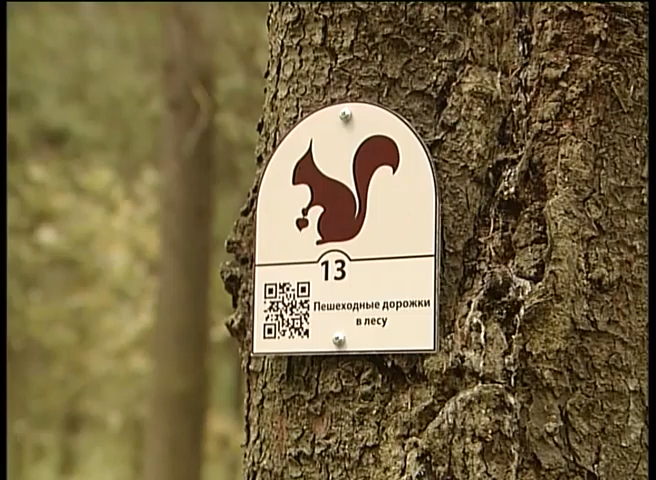 13
Пешеходные дорожки
в лесу